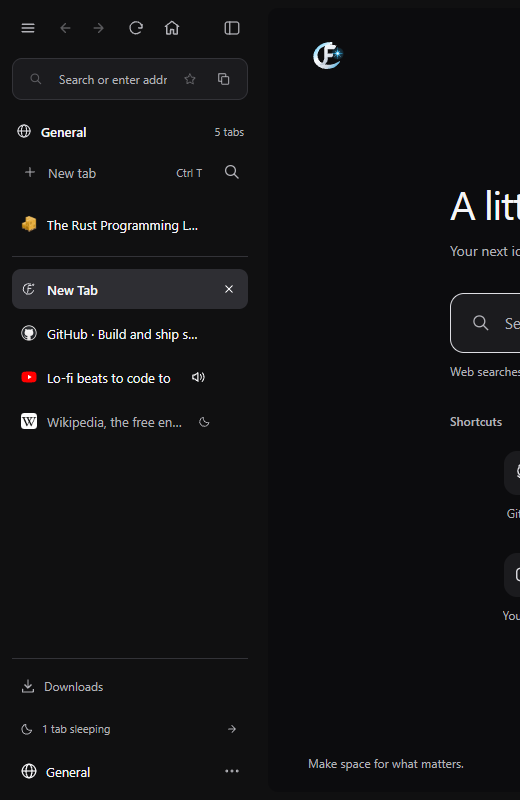 Search or enter addr
General
5 tabs
New tab
Ctrl T
The Rust Programming L...
New Tab
GitHub · Build and ship s...
Lo-fi beats to code to
Wikipedia, the free en...
Downloads
1 tab sleeping
General
A litt
Your next ic
Se
Web searches
Shortcuts
Git
You
Make space for what matters.